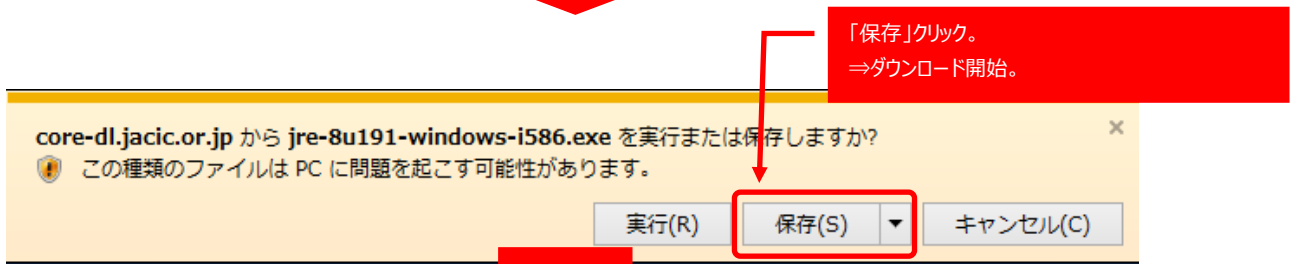 「保存」クリック。
⇒ダウンロード開始。
core-dl.jacic.or.jp から jre-8u191-windows-i586.exe を実行または保存しますか?
×
この種類のファイルは PC に問題を起こす可能性があります。
実行(R) 保存(S) ▼ キャンセル(C)